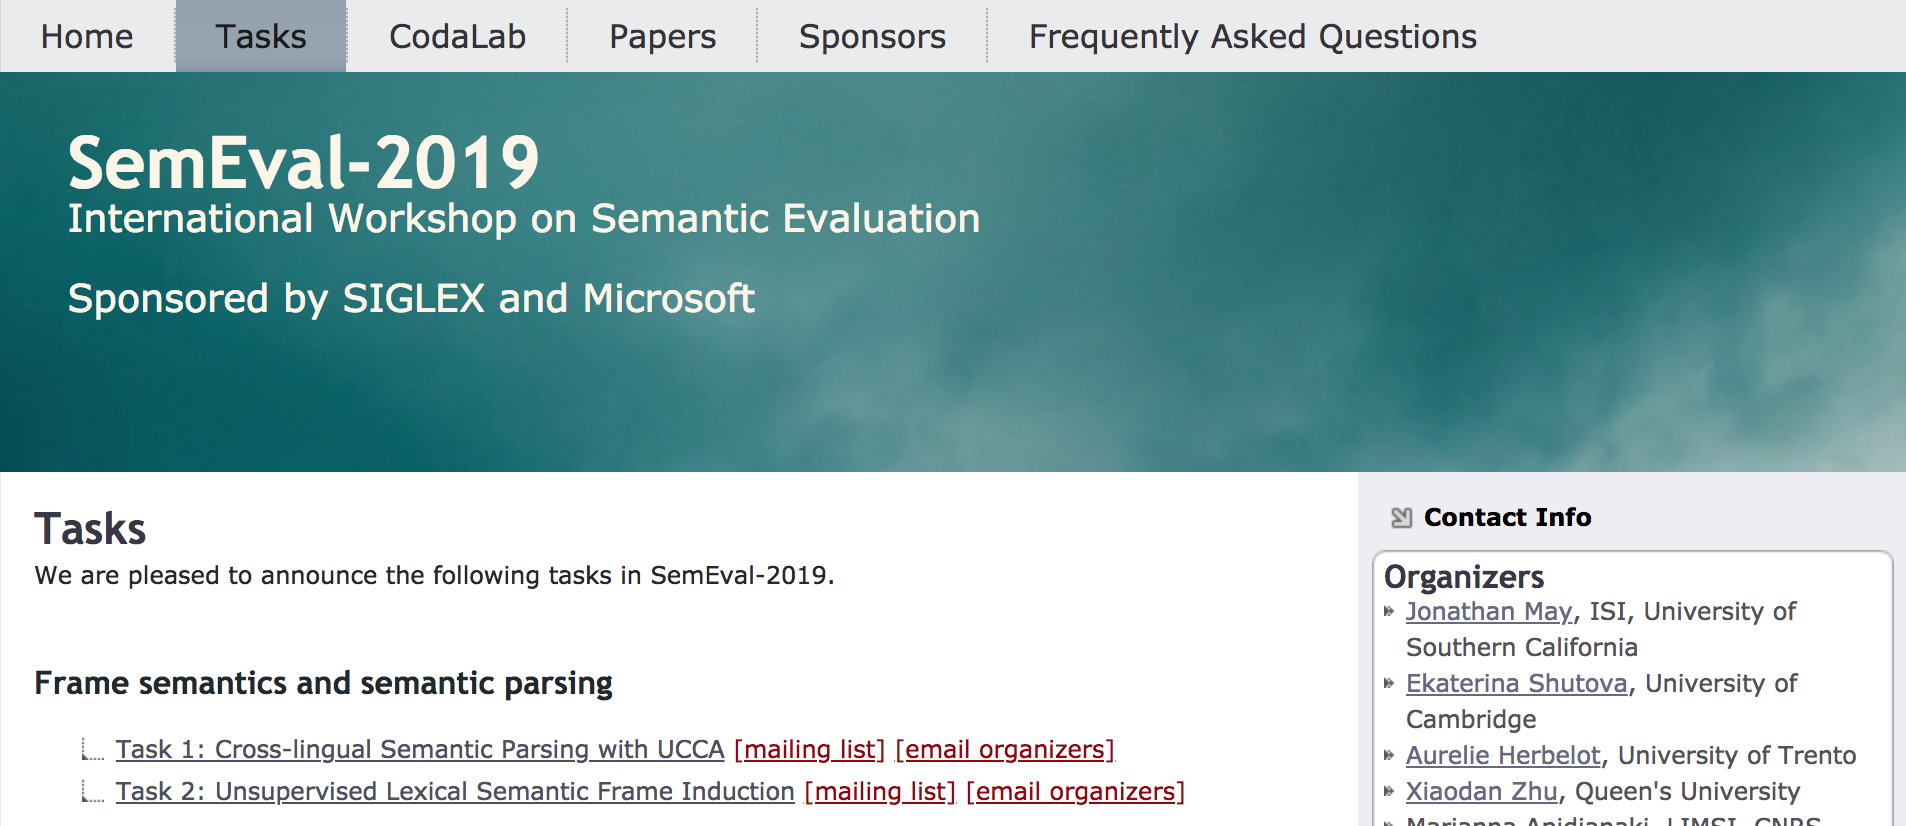 Home Tasks CodaLab Papers Sponsors Frequently Asked Questions
SemEval-2019
International Workshop on Semantic Evaluation
Sponsored by SIGLEX and Microsoft
Tasks
We are pleased to announce the following tasks in SemEval-2019.
Frame semantics and semantic parsing
Task 1: Cross-lingual Semantic Parsing with UCCA [mailing list] [email organizers]
Task 2: Unsupervised Lexical Semantic Frame Induction [mailing list] [email organizers]
Contact Info
Organizers
Jonathan May, ISI, University of
Southern California
Ekaterina Shutova, University of
Cambridge
Aurelie Herbelot, University of Trento
Xiaodan Zhu, Queen's University
Marianna Apidianaki, LIMSI, CNRS